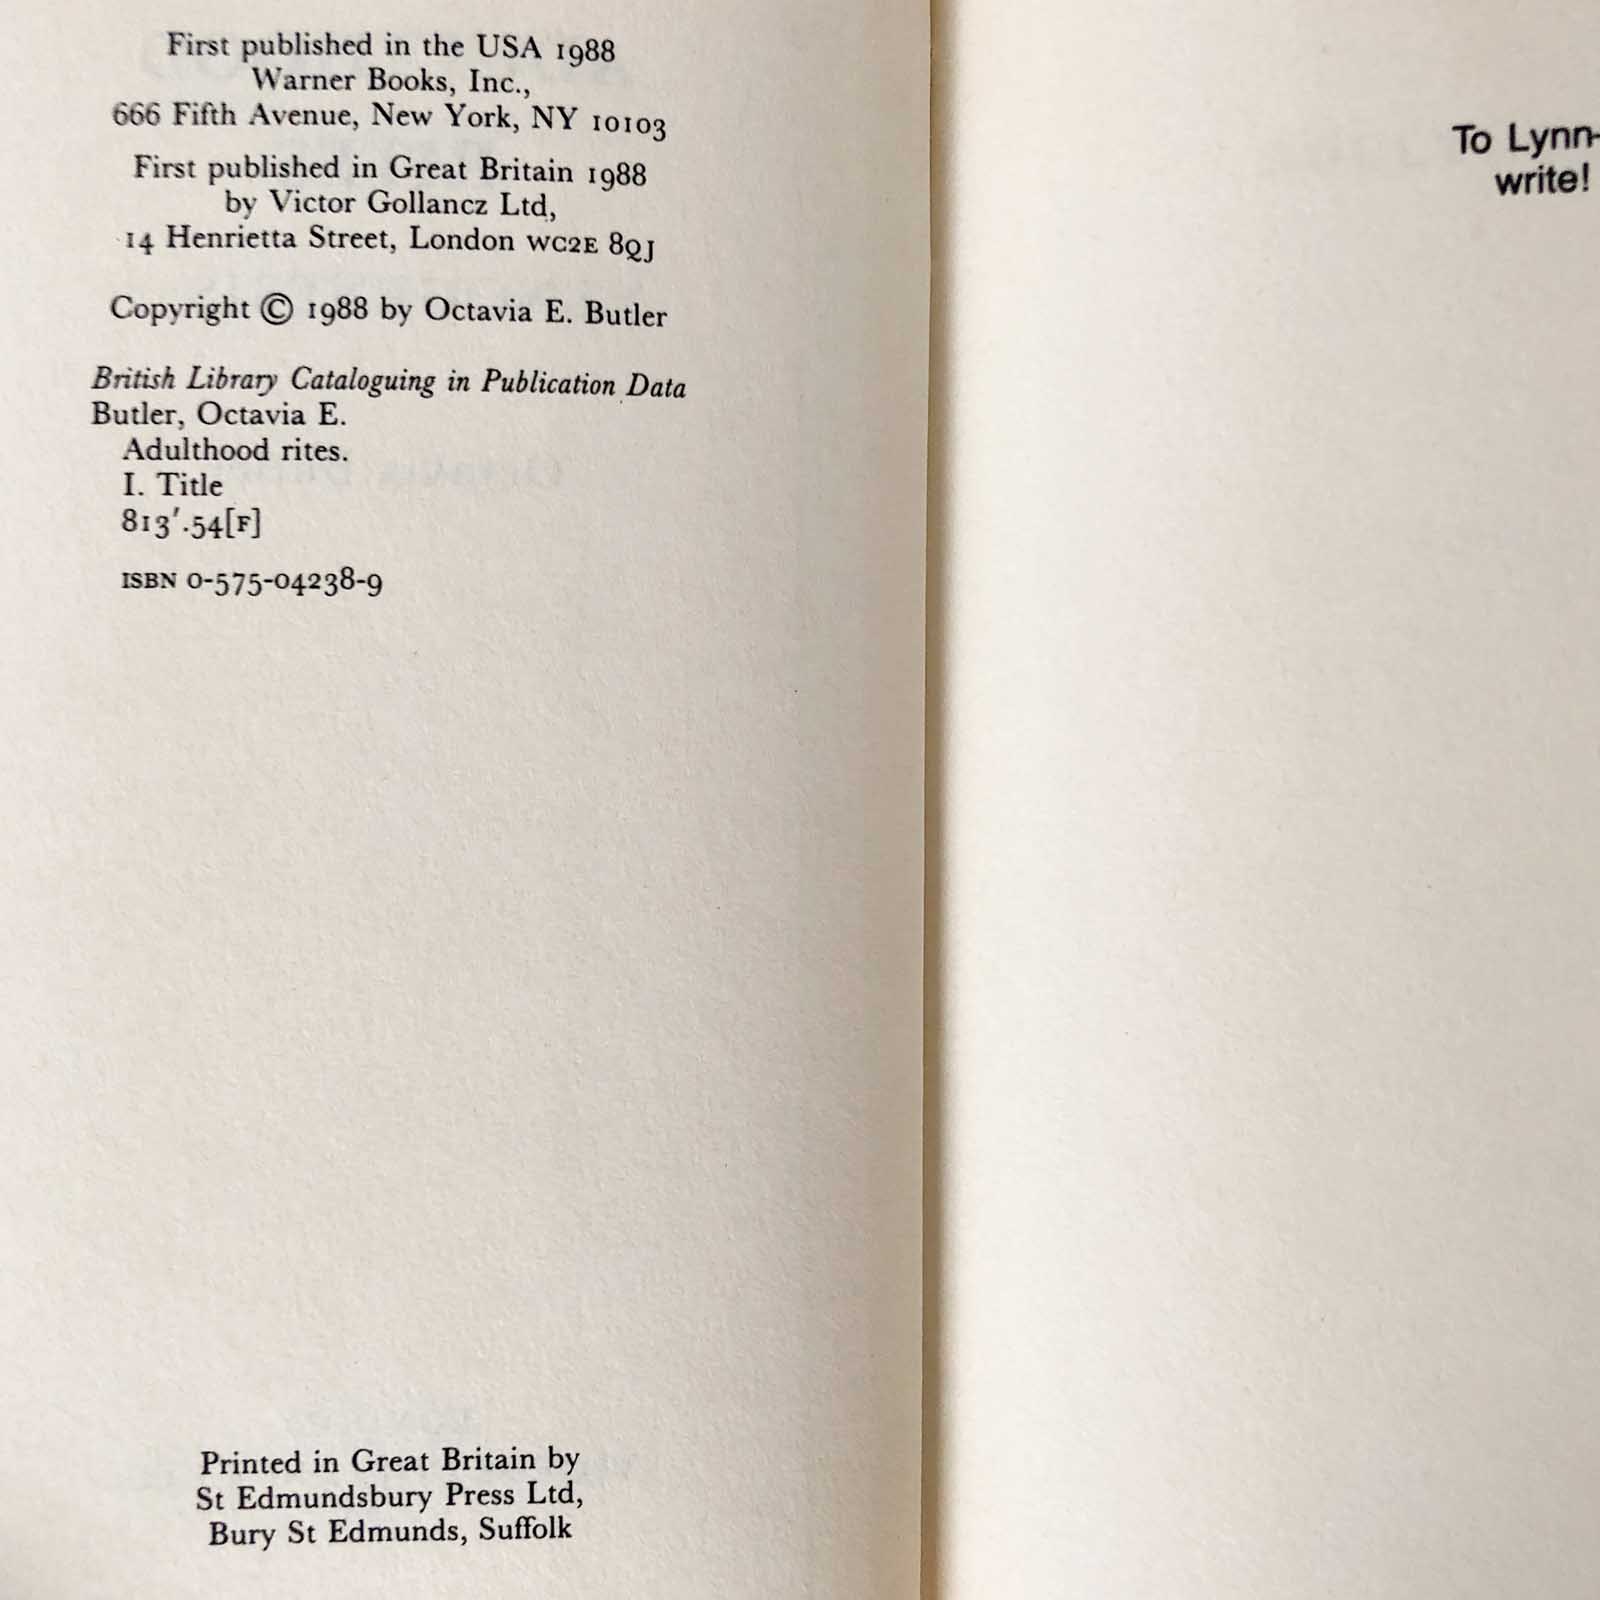 First published in the USA 1988
Warner Books, Inc.,
666 Fifth Avenue, New York, NY 10103
First published in Great Britain 1988
by Victor Gollancz Ltd,
14 Henrietta Street, London WC2E 8QJ
Copyright © 1988 by Octavia E. Butler
British Library Cataloguing in Publication Data
Butler, Octavia E.
Adulthood rites.
I. Title
813'.54[F]
ISBN 0-575-04238-9
Printed in Great Britain by
St Edmundsbury Press Ltd,
Bury St Edmunds, Suffolk
To Lynn-
write!